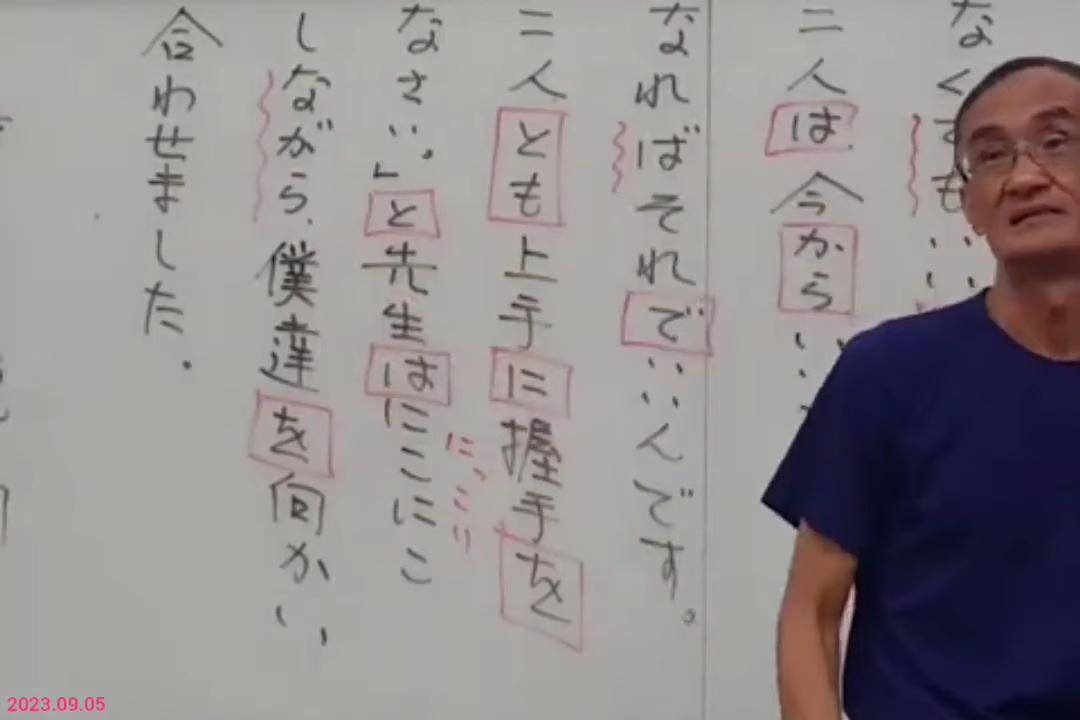 なくても、い
二人は今からい
なればそれでいいんです。
二人とも上手に握手を
なさい。」と先生はにこにこ
にっこり
しながら、僕達を向かい
合わせました。
2023.09.05